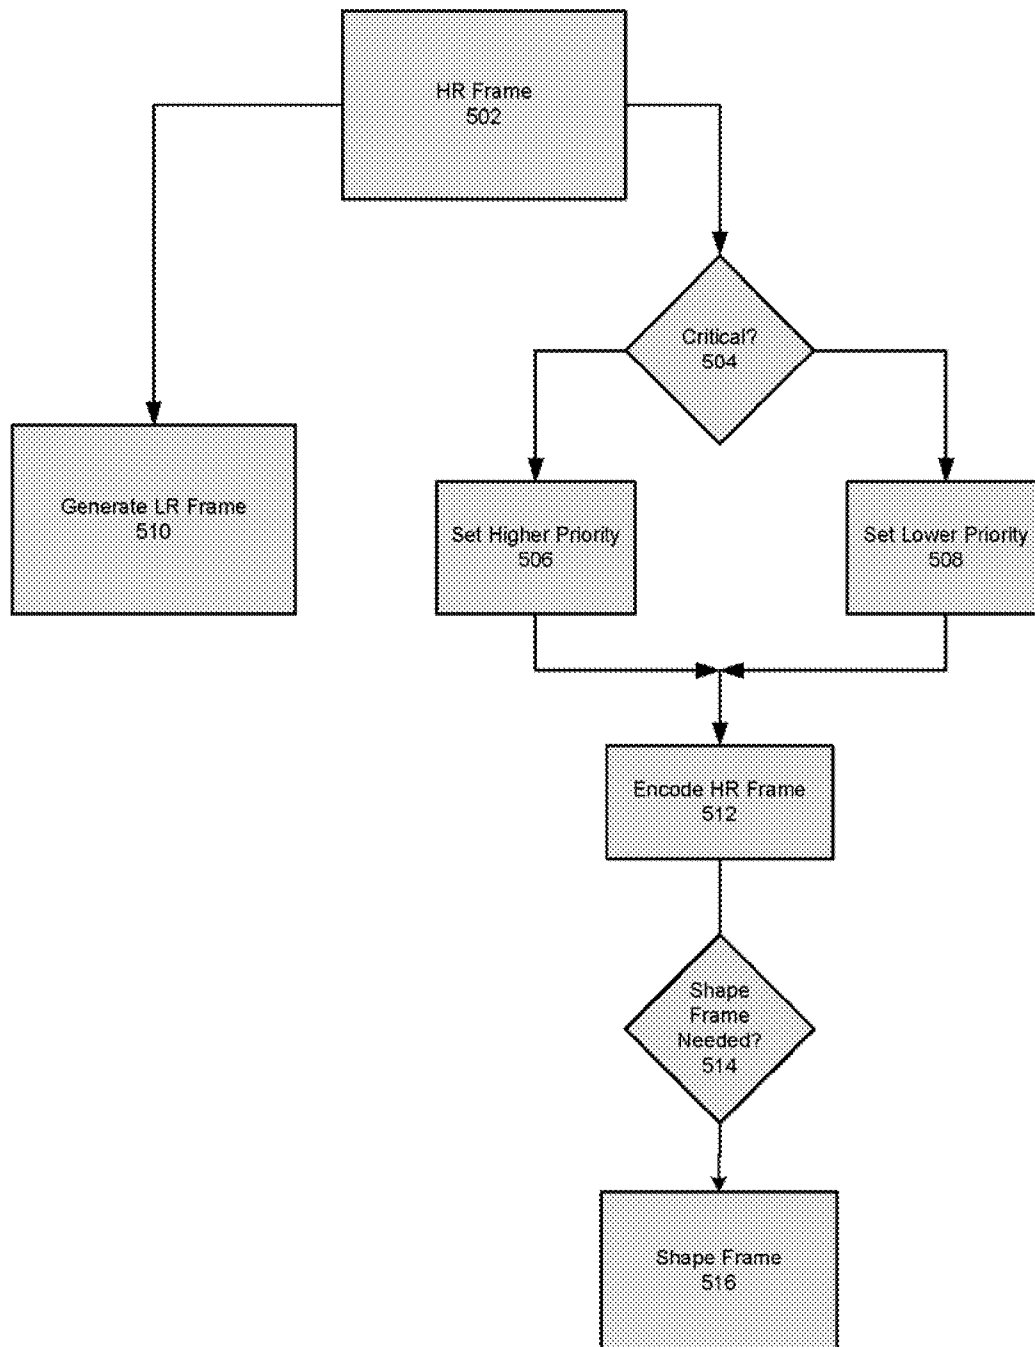 HR Frame
502
Critical?
504
Generate LR Frame
510
Set Higher Priority
506
Set Lower Priority
508
Encode HR Frame
512
Shape
Frame
Needed?
514
Shape Frame
516